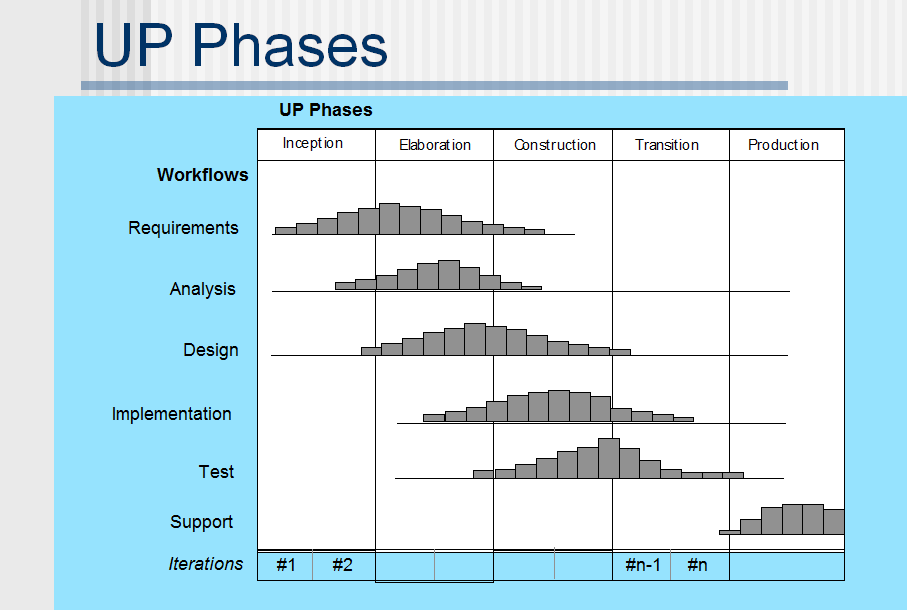 UP Phases
UP Phases
Inception Elaboration Construction Transition Production
Workflows
Requirements
Analysis
Design
Implementation
Test
Support
Iterations #1 #2 #n-1 #n